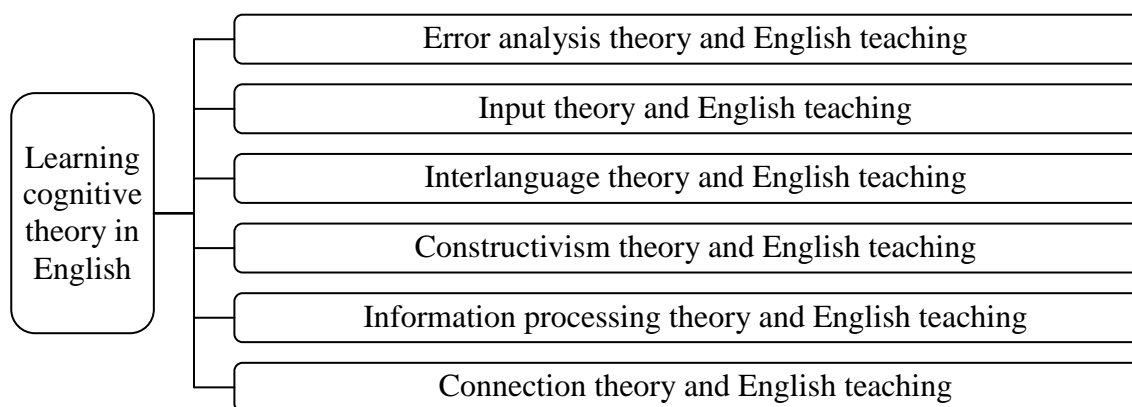 Error analysis theory and English teaching
Input theory and English teaching
Learning
cognitive
theory in
English
Interlanguage theory and English teaching
Constructivism theory and English teaching
Information processing theory and English teaching
Connection theory and English teaching